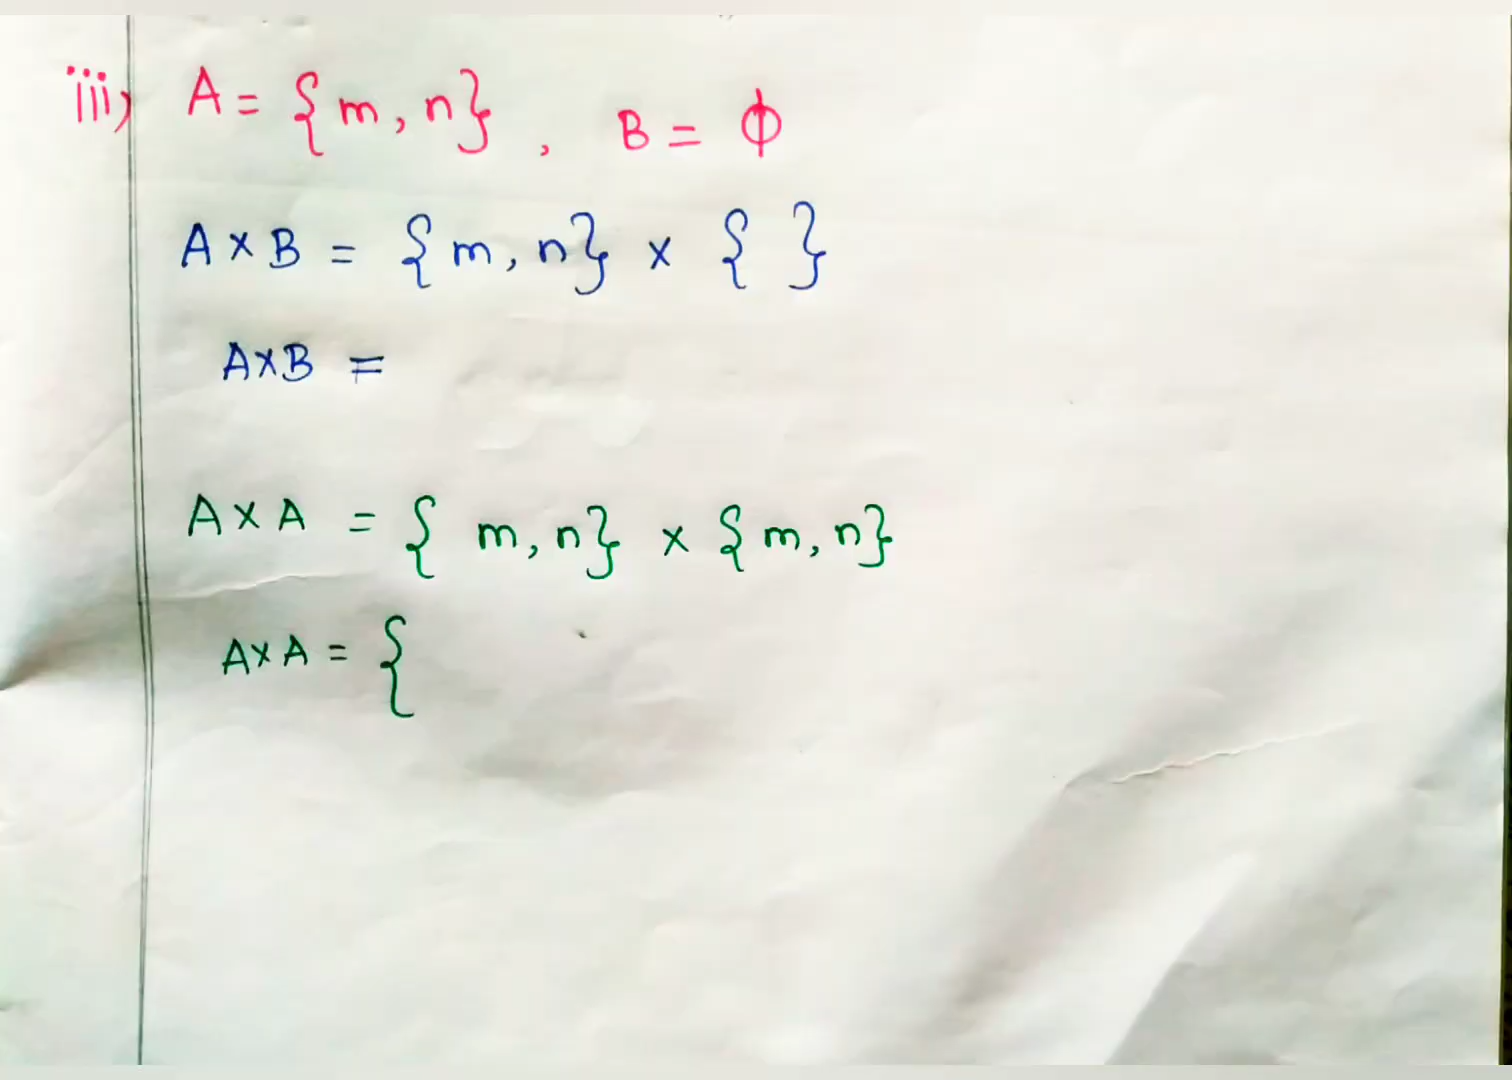 iii) A = {m, n}, B = ϕ
A × B = {m, n} × { }
A×B =
A × A = {m, n} × {m, n}
A×A = {